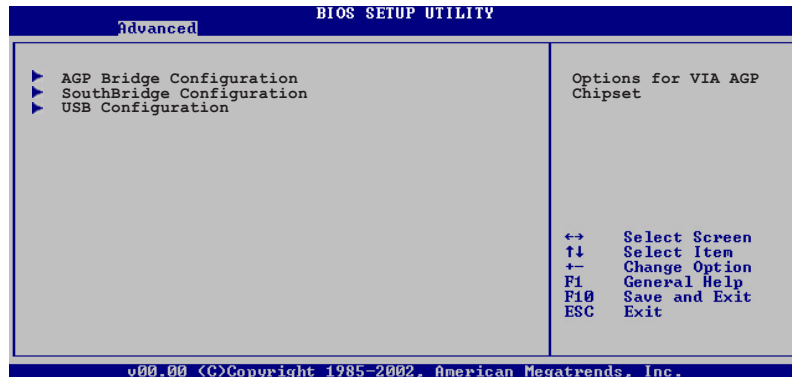 BIOS SETUP UTILITY
Advanced
AGP Bridge Configuration
SouthBridge Configuration
USB Configuration
Options for VIA AGP
Chipset
←→ Select Screen
↑↓ Select Item
+- Change Option
F1 General Help
F10 Save and Exit
ESC Exit
v00.00 (C)Copyright 1985-2002, American Megatrends, Inc.